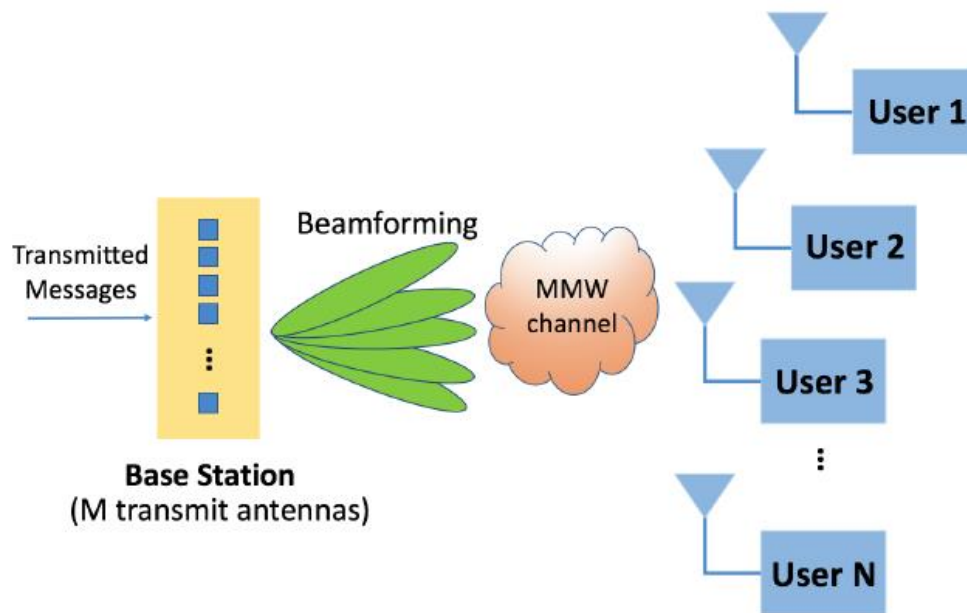 Transmitted
Messages
Beamforming
MMW
channel
Base Station
(M transmit antennas)
User 1
User 2
User 3
User N